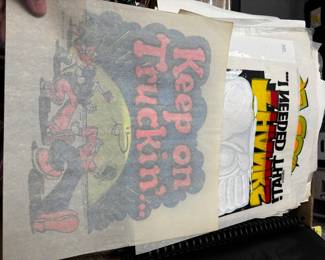 Keep on
Truckin'...
...I NEEDED THAT!
THANKS